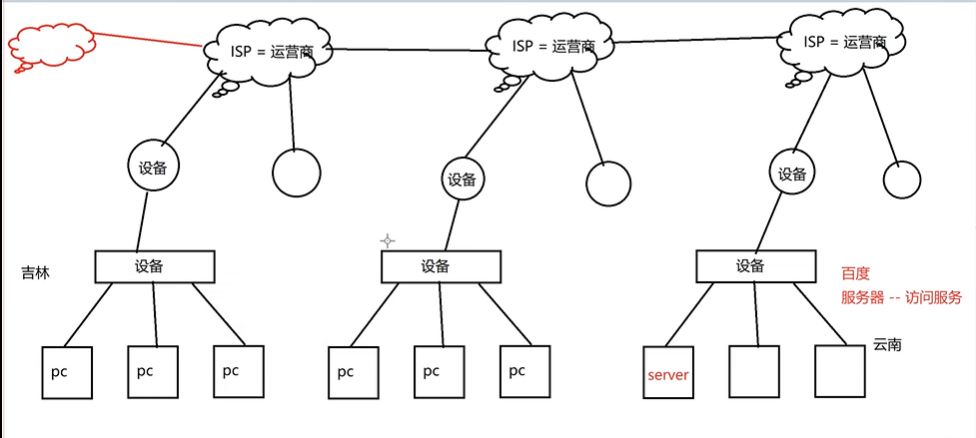 ISP = 运营商
ISP = 运营商
ISP = 运营商
设备
设备
设备
吉林
设备
设备
设备
百度
服务器 -- 访问服务
云南
pc
pc
pc
pc
pc
pc
server